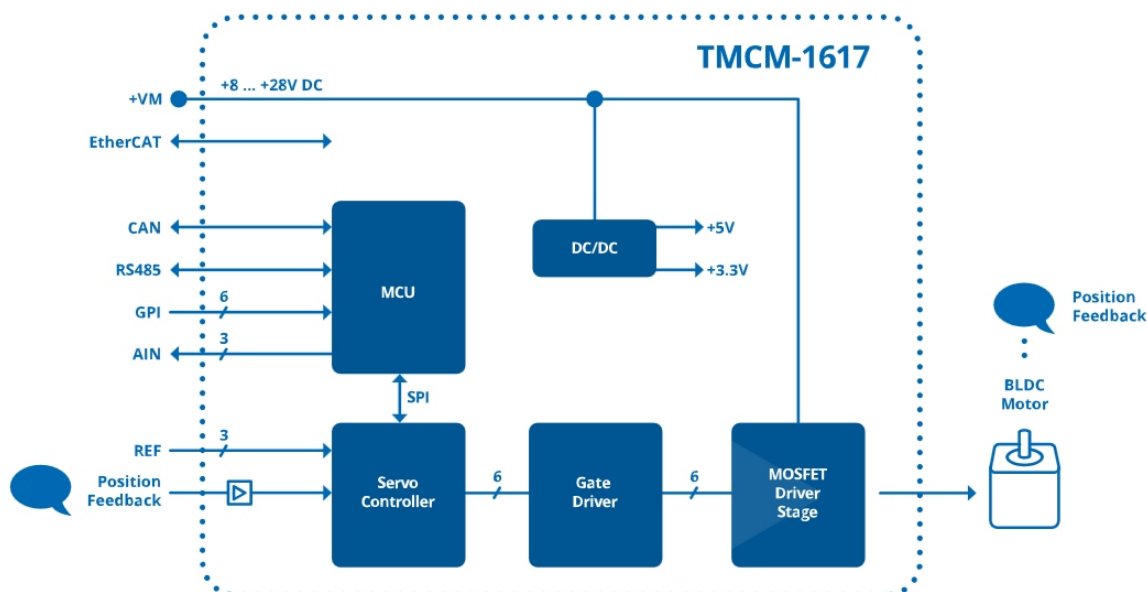 TMCM-1617
+8 ... +28V DC
+VM
EtherCAT
CAN
+5V
DC/DC
RS485
+3.3V
MCU
6
GPI
3
AIN
SPI
Position
Feedback
BLDC
Motor
3
REF
Position
Feedback
Servo
Controller
6
Gate
Driver
6
MOSFET
Driver
Stage